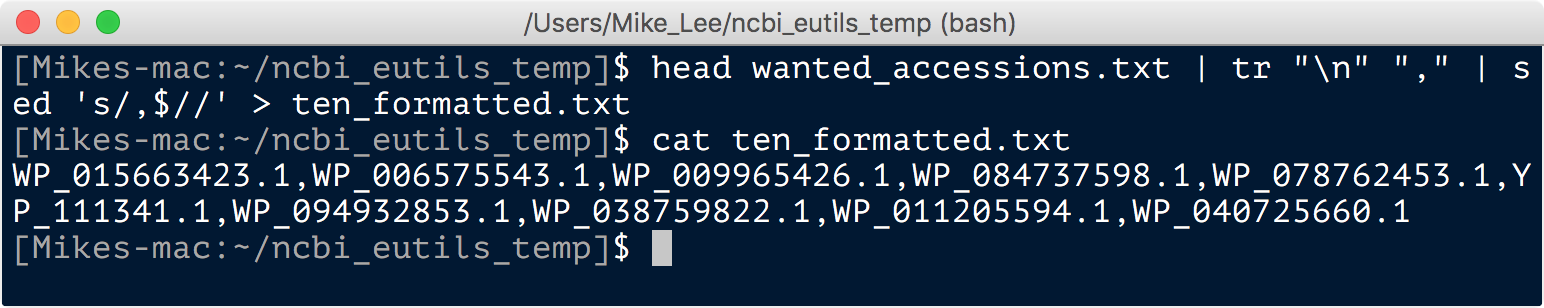 /Users/Mike_Lee/ncbi_eutils_temp (bash)
[Mikes-mac:~/ncbi_eutils_temp]$ head wanted_accessions.txt | tr "\n" "," | s
ed 's/,$//' > ten_formatted.txt
[Mikes-mac:~/ncbi_eutils_temp]$ cat ten_formatted.txt
WP_015663423.1,WP_006575543.1,WP_009965426.1,WP_084737598.1,WP_078762453.1,Y
P_111341.1,WP_094932853.1,WP_038759822.1,WP_011205594.1,WP_040725660.1
[Mikes-mac:~/ncbi_eutils_temp]$